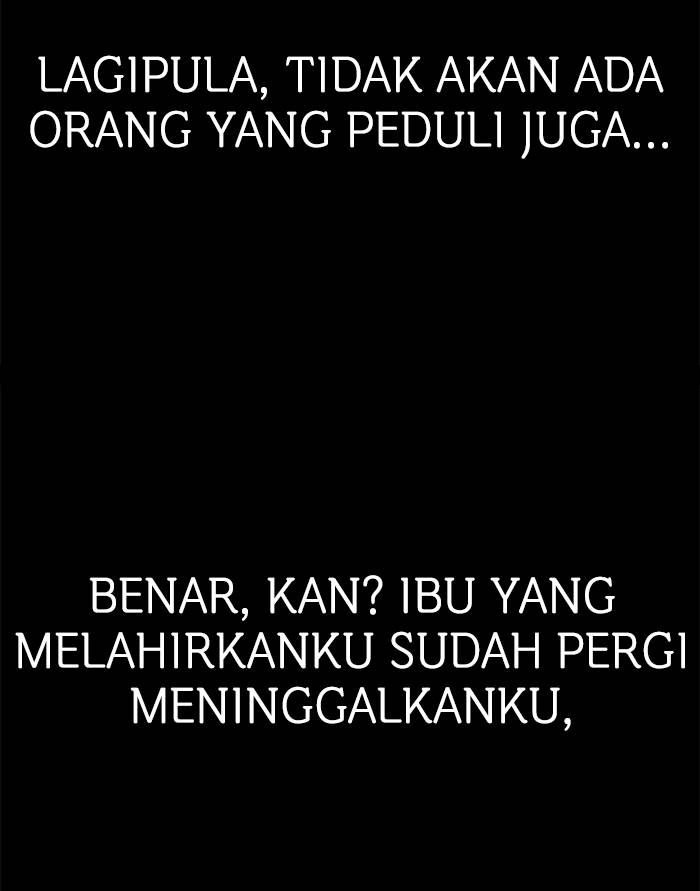 LAGIPULA, TIDAK AKAN ADA
ORANG YANG PEDULI JUGA...
BENAR, KAN? IBU YANG
MELAHIRKANKU SUDAH PERGI
MENINGGALKANKU,